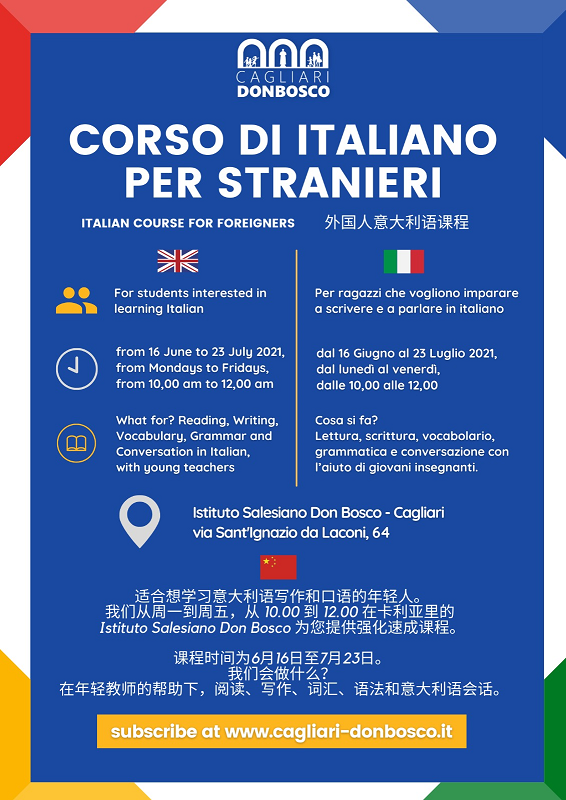 CAGLIARI
DONBOSCO
CORSO DI ITALIANO
PER STRANIERI
ITALIAN COURSE FOR FOREIGNERS
外国人意大利语课程
For students interested in
learning Italian
from 16 June to 23 July 2021,
from Mondays to Fridays,
from 10,00 am to 12,00 am
What for? Reading, Writing,
Vocabulary, Grammar and
Conversation in Italian,
with young teachers
Per ragazzi che vogliono imparare
a scrivere e a parlare in italiano
dal 16 Giugno al 23 Luglio 2021,
dal lunedì al venerdì,
dalle 10,00 alle 12,00
Cosa si fa?
Lettura, scrittura, vocabolario,
grammatica e conversazione con
l'aiuto di giovani insegnanti.
Istituto Salesiano Don Bosco - Cagliari
via Sant'Ignazio da Laconi, 64
适合想学习意大利语写作和口语的年轻人。
我们从周一到周五，从 10.00 到 12.00 在卡利亚里的
Istituto Salesiano Don Bosco 为您提供强化速成课程。
课程时间为6月16日至7月23日。
我们会做什么？
在年轻教师的帮助下，阅读、写作、词汇、语法和意大利语会话。
subscribe at www.cagliari-donbosco.it